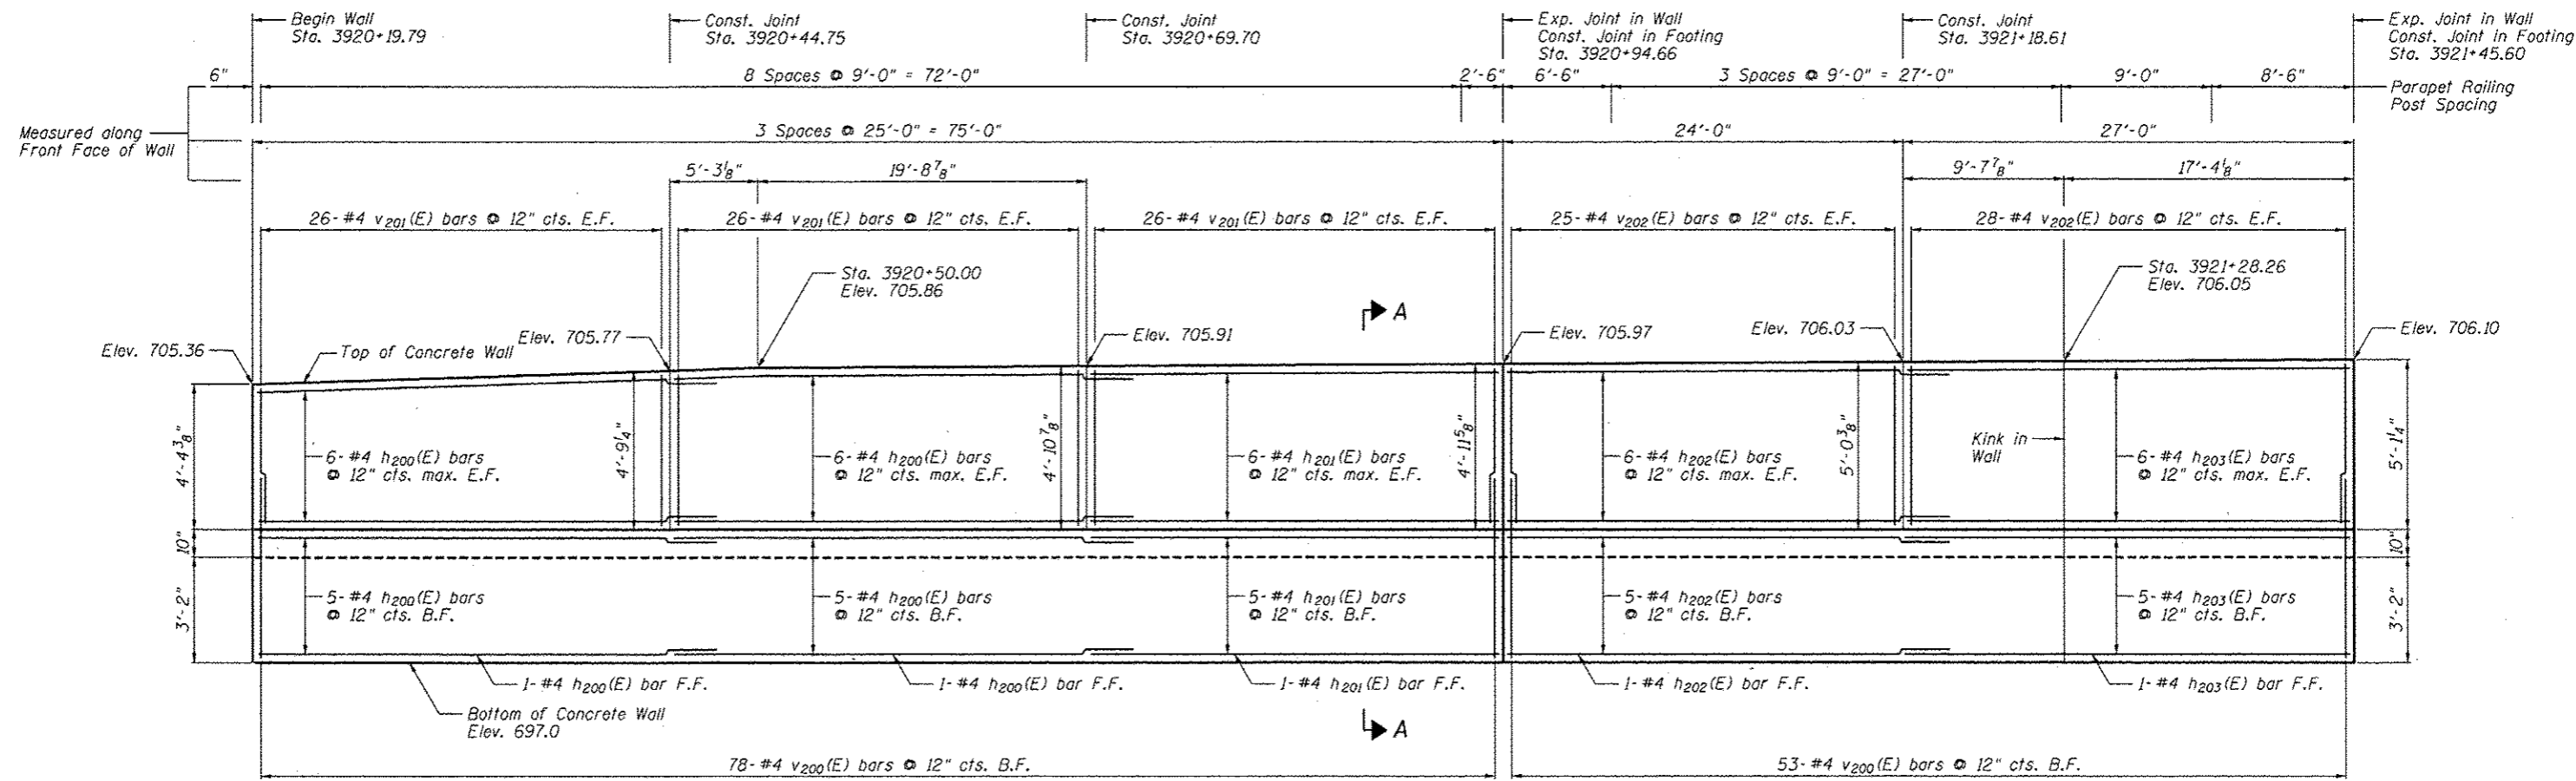 Begin Wall
Sta. 3920+19.79
Const. Joint
Sta. 3920+44.75
Const. Joint
Sta. 3920+69.70
Exp. Joint in Wall
Const. Joint in Footing
Sta. 3920+94.66
Const. Joint
Sta. 3921+18.61
Exp. Joint in Wall
Const. Joint in Footing
Sta. 3921+45.60
6"
8 Spaces @ 9'-0" = 72'-0"
2'-6"
6'-6"
3 Spaces @ 9'-0" = 27'-0"
9'-0"
8'-6"
Parapet Railing
Post Spacing
Measured along
Front Face of Wall
3 Spaces @ 25'-0" = 75'-0"
24'-0"
27'-0"
5'-3⅛"
19'-8⅞"
9'-7⅞"
17'-4⅛"
26- #4 v201(E) bars @ 12" cts. E.F.
26- #4 v201(E) bars @ 12" cts. E.F.
26- #4 v201(E) bars @ 12" cts. E.F.
25- #4 v202(E) bars @ 12" cts. E.F.
28- #4 v202(E) bars @ 12" cts. E.F.
Sta. 3920+50.00
Elev. 705.86
Sta. 3921+28.26
Elev. 706.05
A
Elev. 705.36
Top of Concrete Wall
Elev. 705.77
Elev. 705.91
Elev. 705.97
Elev. 706.03
Elev. 706.10
4'-4⅜"
6- #4 h200(E) bars
@ 12" cts. max. E.F.
4'-9¼"
6- #4 h200(E) bars
@ 12" cts. max. E.F.
4'-10⅞"
6- #4 h201(E) bars
@ 12" cts. max. E.F.
4'-11⅝"
6- #4 h202(E) bars
@ 12" cts. max. E.F.
5'-0⅜"
Kink in
Wall
6- #4 h203(E) bars
@ 12" cts. max. E.F.
5'-1¼"
10"
10"
3'-2"
5- #4 h200(E) bars
@ 12" cts. B.F.
5- #4 h200(E) bars
@ 12" cts. B.F.
5- #4 h201(E) bars
@ 12" cts. B.F.
5- #4 h202(E) bars
@ 12" cts. B.F.
5- #4 h203(E) bars
@ 12" cts. B.F.
3'-2"
1- #4 h200(E) bar F.F.
1- #4 h200(E) bar F.F.
1- #4 h201(E) bar F.F.
1- #4 h202(E) bar F.F.
1- #4 h203(E) bar F.F.
Bottom of Concrete Wall
Elev. 697.0
A
78- #4 v200(E) bars @ 12" cts. B.F.
53- #4 v200(E) bars @ 12" cts. B.F.